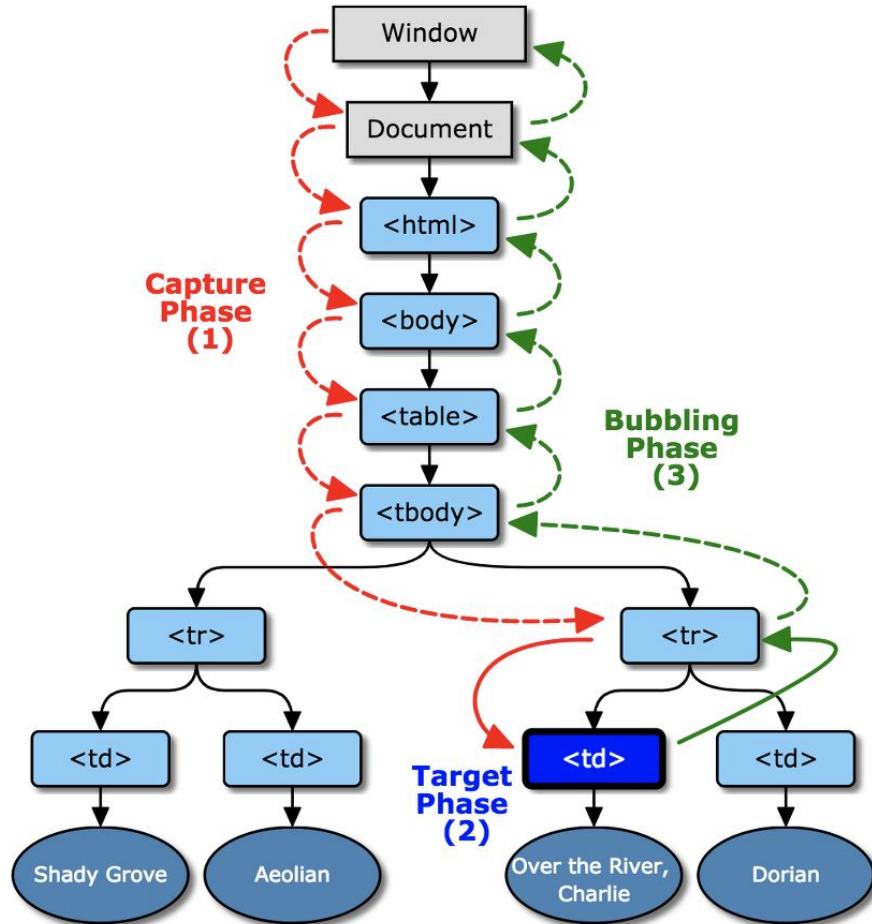 Window
Document
<html>
Capture
Phase
(1)
<body>
<table>
Bubbling
Phase
(3)
<tbody>
<tr>
<tr>
<td>
<td>
<td>
<td>
Target
Phase
(2)
Shady Grove
Aeolian
Over the River,
Charlie
Dorian